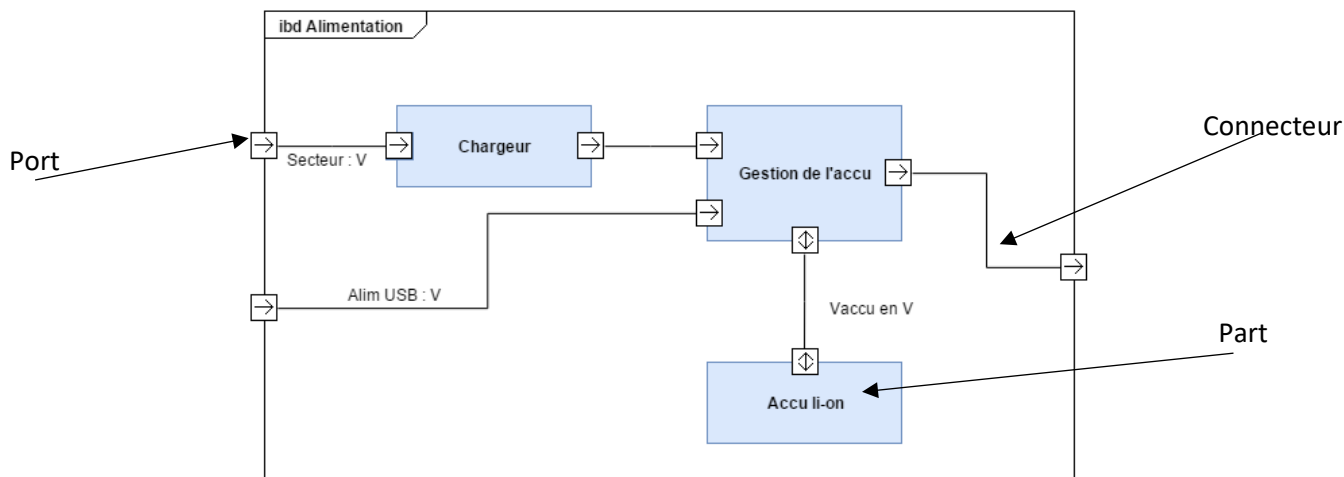 ibd Alimentation
Port
Secteur : V
Chargeur
Gestion de l'accu
Connecteur
Alim USB : V
Vaccu en V
Part
Accu li-on